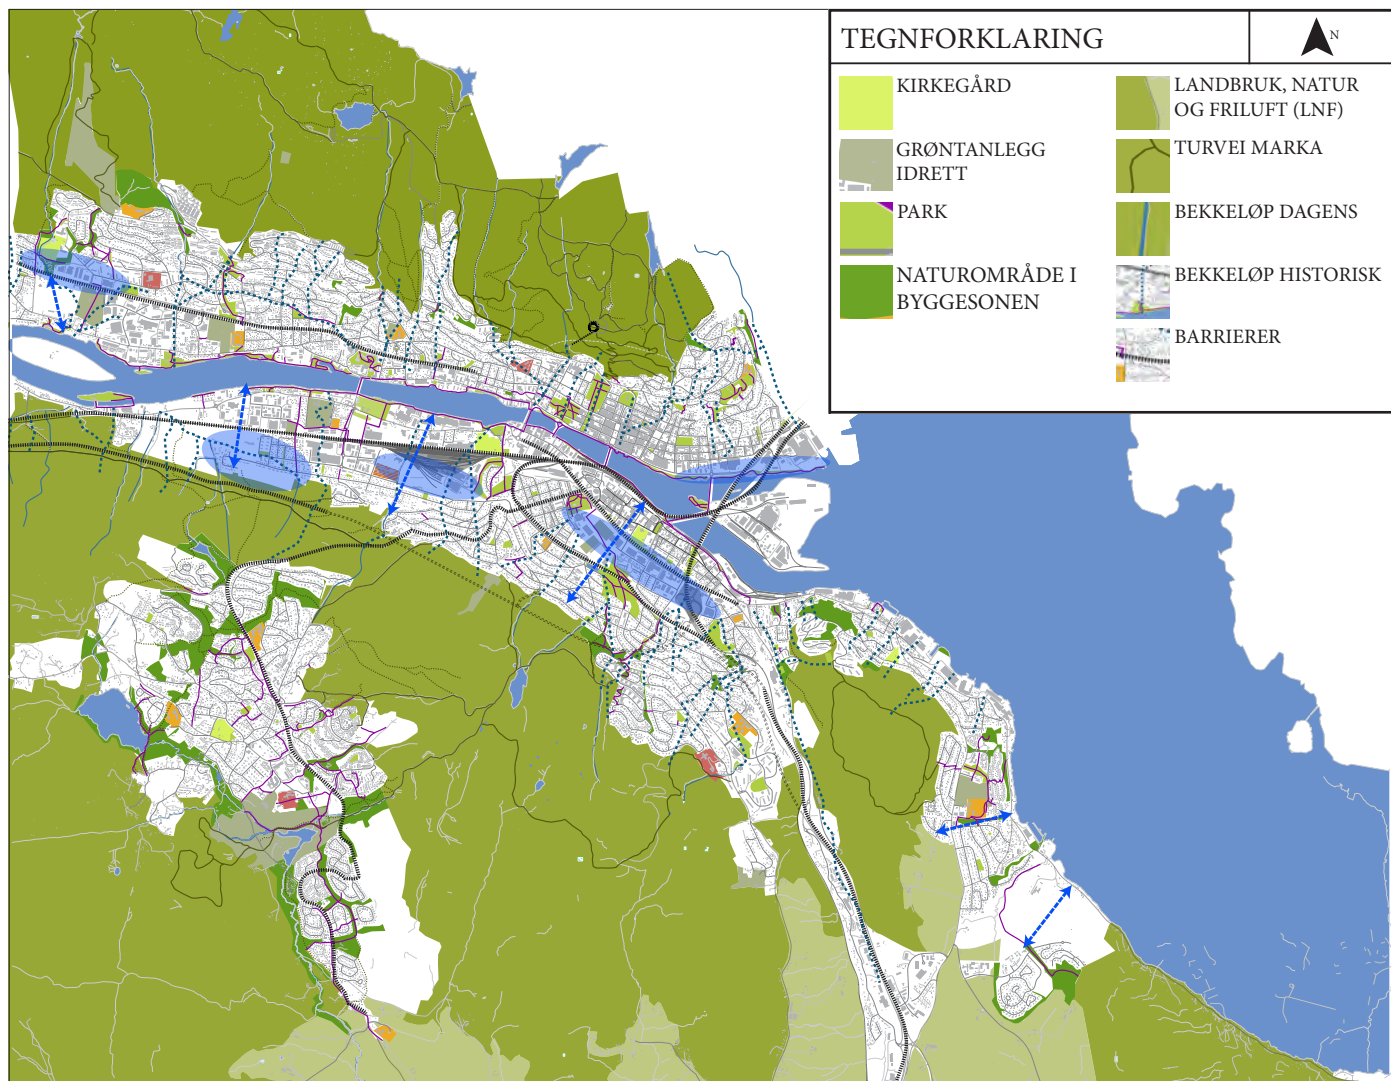 TEGNFORKLARING
N
KIRKEGÅRD
GRØNTANLEGG
IDRETT
PARK
NATUROMRÅDE I
BYGGESONEN
LANDBRUK, NATUR
OG FRILUFT (LNF)
TURVEI MARKA
BEKKELØP DAGENS
BEKKELØP HISTORISK
BARRIERER